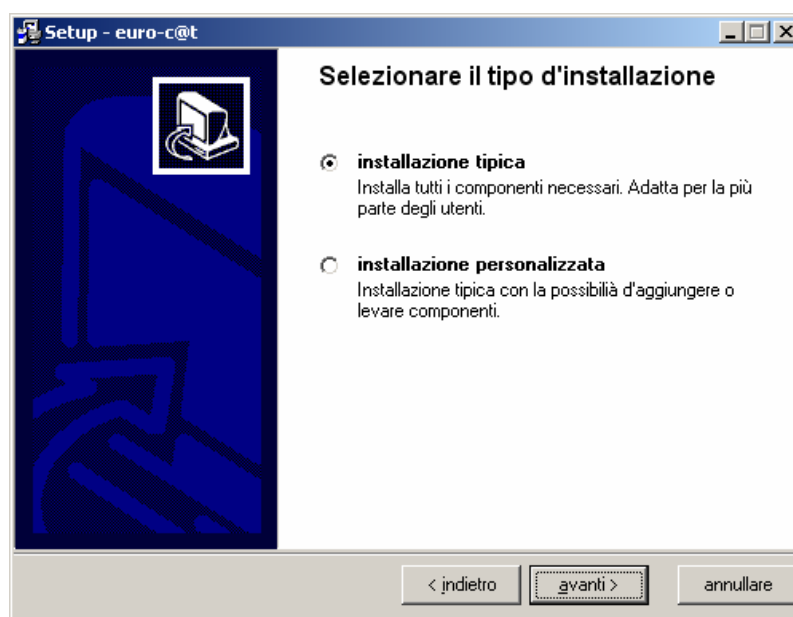 Setup - euro-c@t
Selezionare il tipo d'installazione
installazione tipica
Installa tutti i componenti necessari. Adatta per la più
parte degli utenti.
installazione personalizzata
Installazione tipica con la possibilià d'aggiungere o
levare componenti.
< indietro
avanti >
annullare